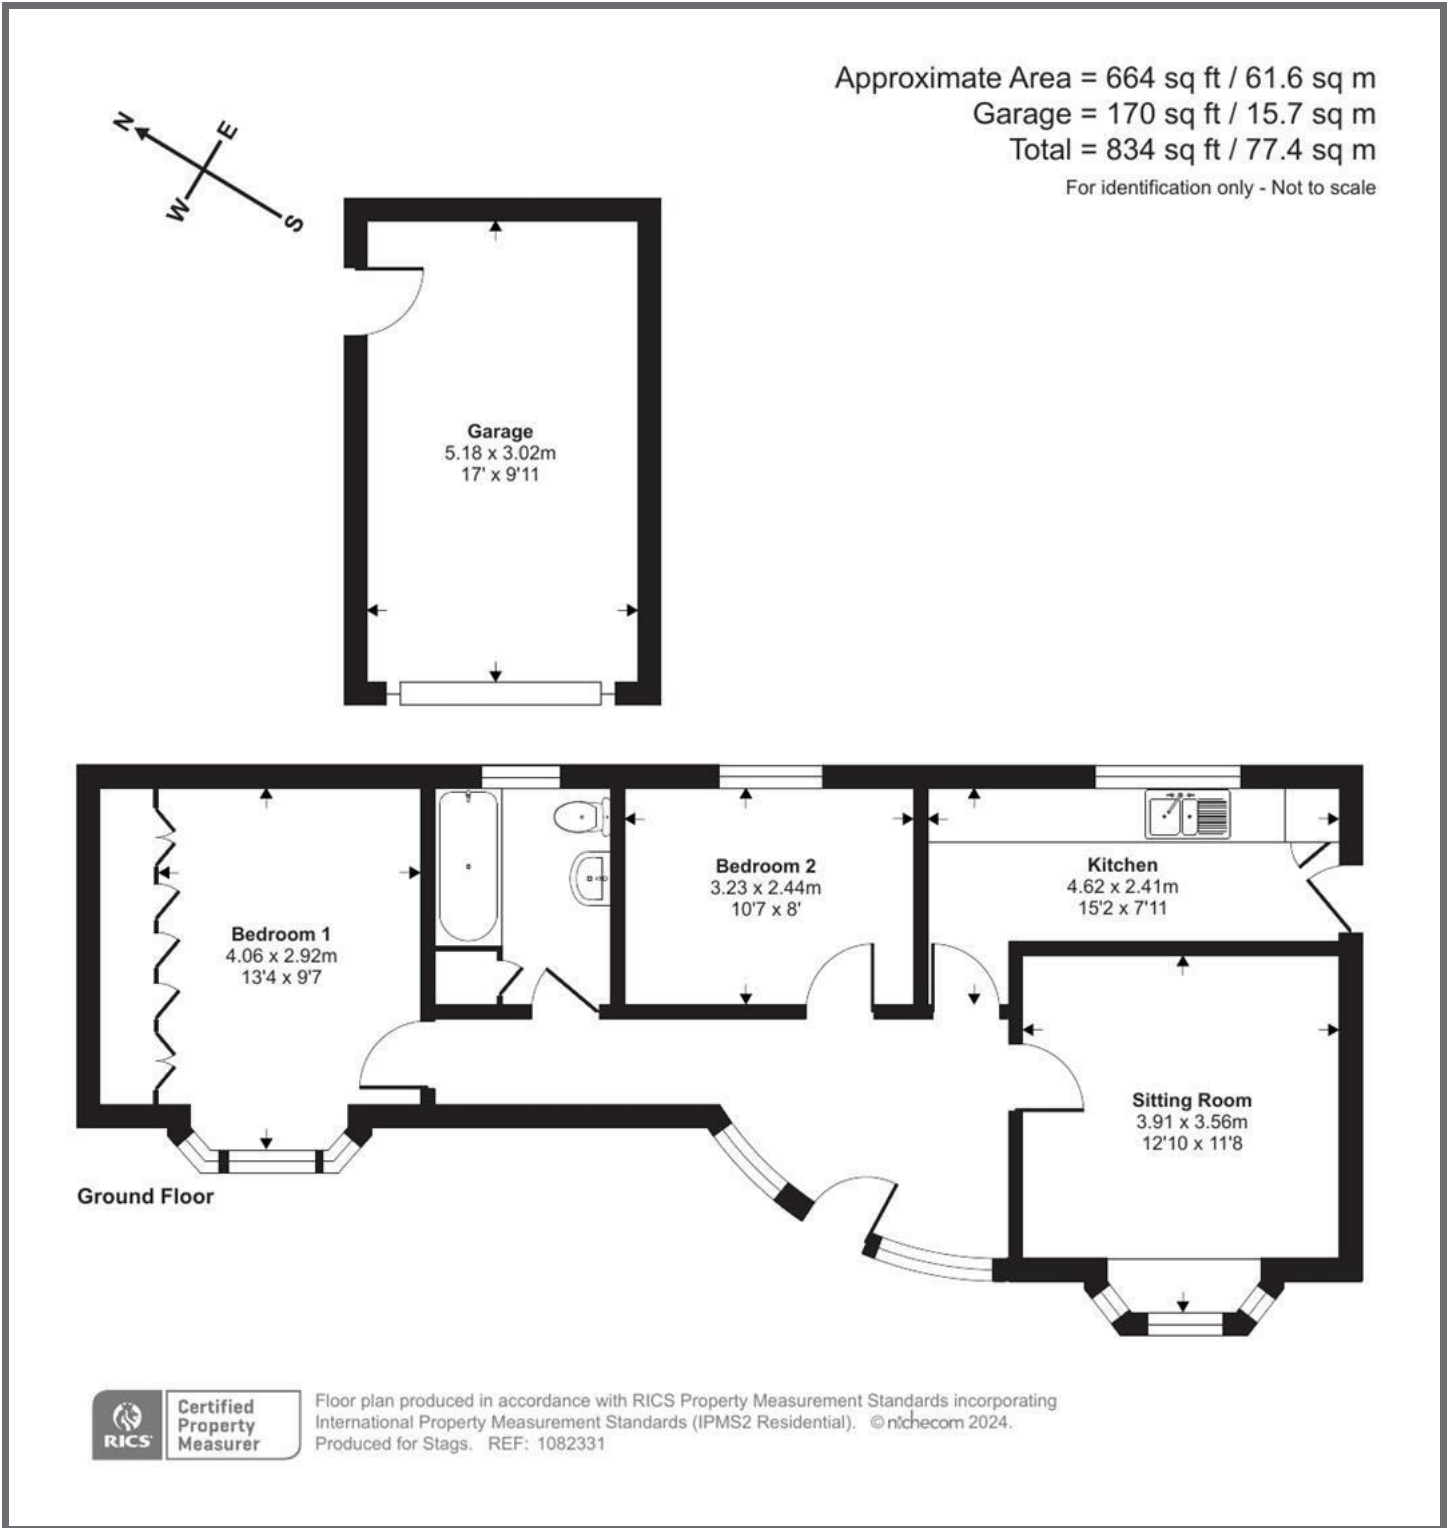 Approximate Area = 664 sq ft / 61.6 sq m
Garage = 170 sq ft / 15.7 sq m
Total = 834 sq ft / 77.4 sq m
For identification only - Not to scale
N
E
W
S
Garage
5.18 x 3.02m
17' x 9'11
Bedroom 1
4.06 x 2.92m
13'4 x 9'7
Bedroom 2
3.23 x 2.44m
10'7 x 8'
Kitchen
4.62 x 2.41m
15'2 x 7'11
Sitting Room
3.91 x 3.56m
12'10 x 11'8
Ground Floor
RICS
Certified
Property
Measurer
Floor plan produced in accordance with RICS Property Measurement Standards incorporating
International Property Measurement Standards (IPMS2 Residential). © nichecom 2024.
Produced for Stags. REF: 1082331